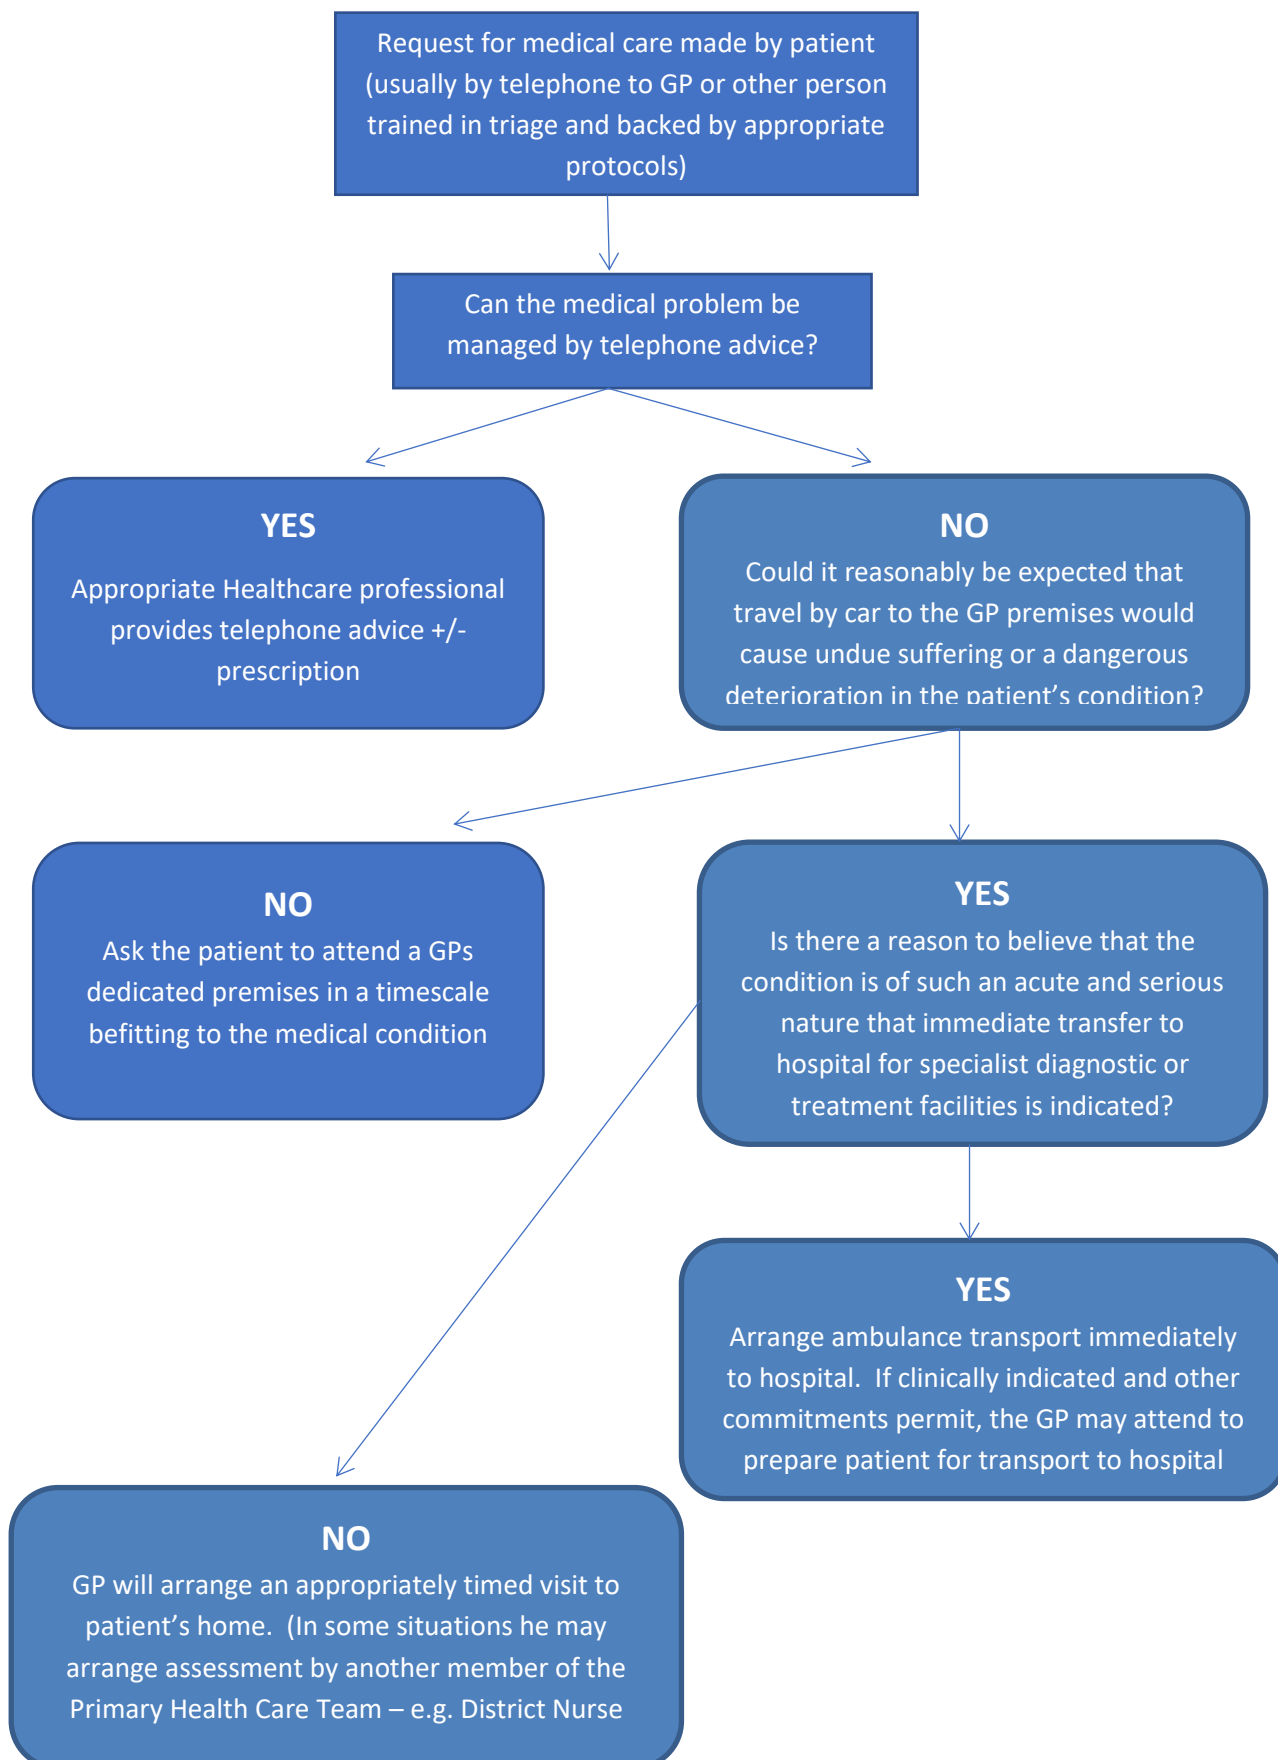 Request for medical care made by patient
(usually by telephone to GP or other person
trained in triage and backed by appropriate
protocols)
Can the medical problem be
managed by telephone advice?
YES
Appropriate Healthcare professional
provides telephone advice +/-
prescription
NO
Could it reasonably be expected that
travel by car to the GP premises would
cause undue suffering or a dangerous
deterioration in the patient’s condition?
NO
Ask the patient to attend a GPs
dedicated premises in a timescale
befitting to the medical condition
YES
Is there a reason to believe that the
condition is of such an acute and serious
nature that immediate transfer to
hospital for specialist diagnostic or
treatment facilities is indicated?
YES
Arrange ambulance transport immediately
to hospital.  If clinically indicated and other
commitments permit, the GP may attend to
prepare patient for transport to hospital
NO
GP will arrange an appropriately timed visit to
patient’s home.  (In some situations he may
arrange assessment by another member of the
Primary Health Care Team – e.g. District Nurse